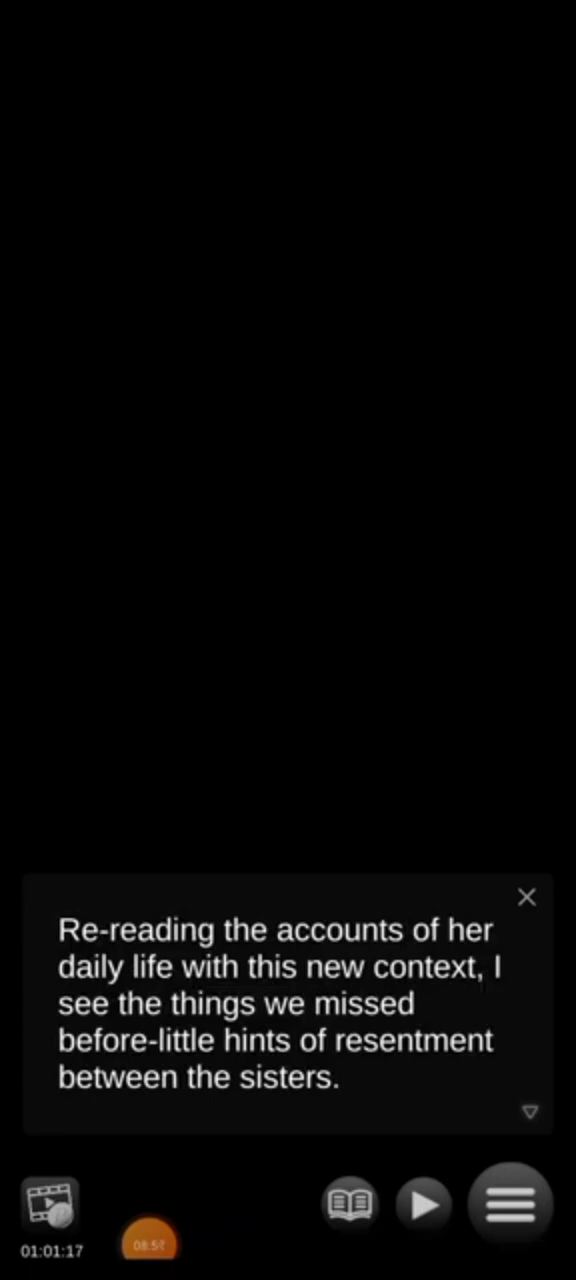 Re-reading the accounts of her
daily life with this new context, I
see the things we missed
before-little hints of resentment
between the sisters.
01:01:17